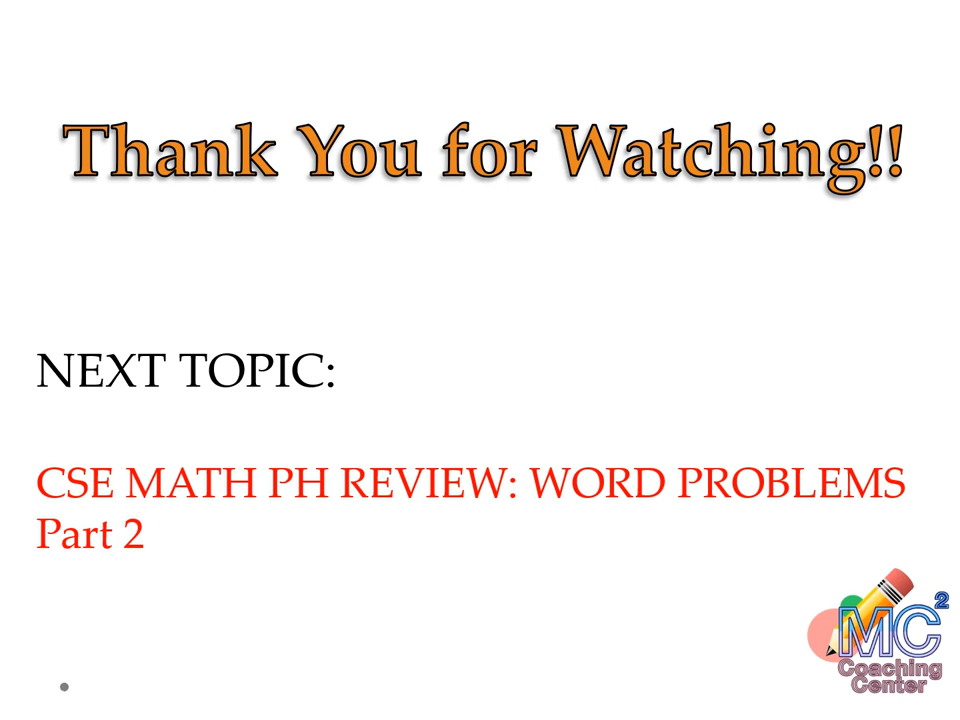 Thank You for Watching!!
NEXT TOPIC:
CSE MATH PH REVIEW: WORD PROBLEMS
Part 2
MC²
Coaching
Center